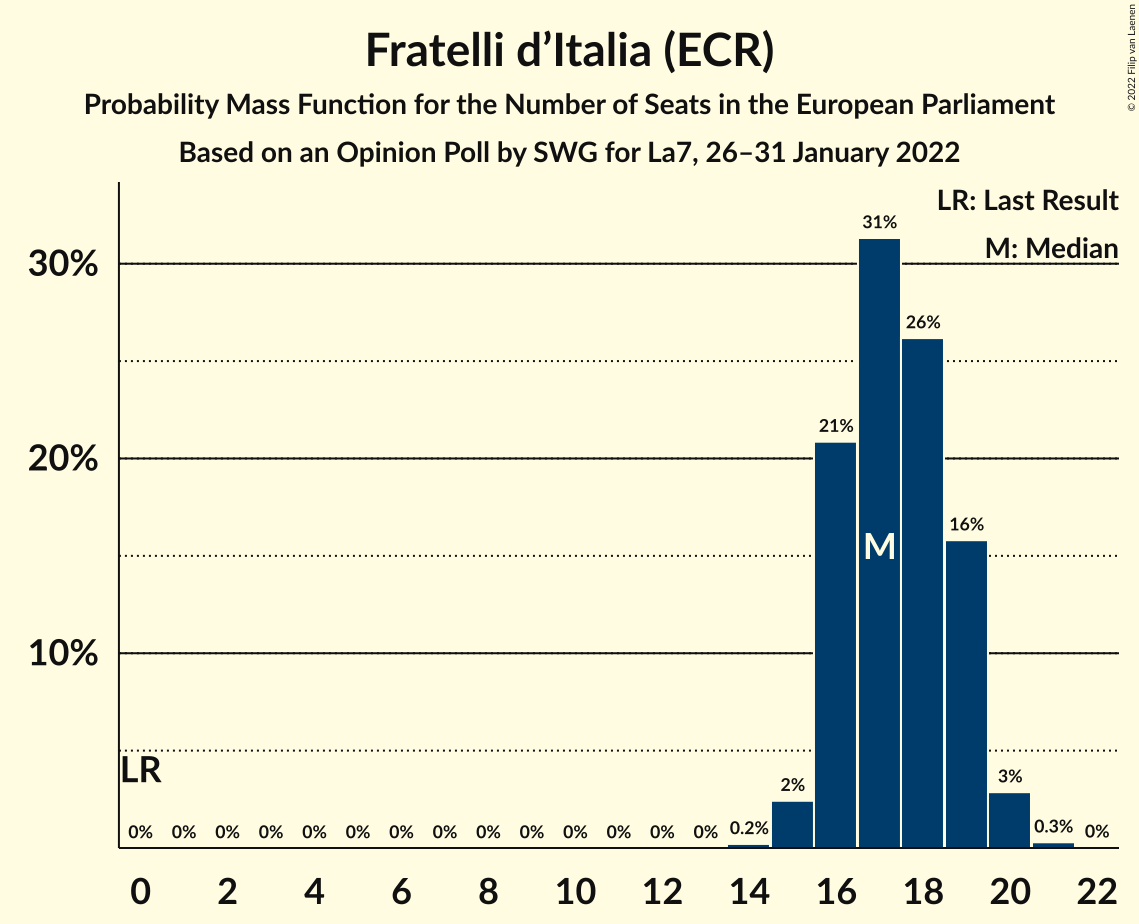 Fratelli d’Italia (ECR)
Probability Mass Function for the Number of Seats in the European Parliament
Based on an Opinion Poll by SWG for La7, 26–31 January 2022
© 2022 Filip van Laenen
LR: Last Result
M: Median
30%
20%
10%
31%
26%
21%
16%
M
LR
0% 0% 0% 0% 0% 0% 0% 0% 0% 0% 0% 0% 0% 0% 0.2% 2% 3% 0.3% 0%
0 2 4 6 8 10 12 14 16 18 20 22